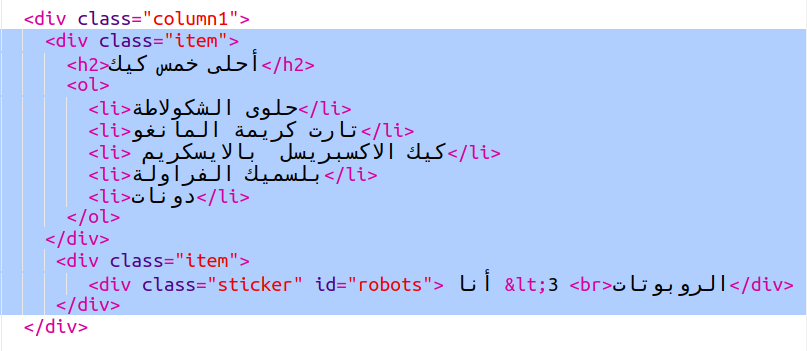 <div class="column1">
<div class="item">
<h2>أحلى خمس كيك</h2>
<ol>
<li>حلوى الشكولاطة</li>
<li>تارت كريمة المانغو</li>
<li> كيك الاكسبريسل  بالايسكريم</li>
<li>بلسميك الفراولة</li>
<li>دونات</li>
</ol>
</div>
<div class="item">
<div class="sticker" id="robots"> أنا &lt;3 <br>الروبوتات</div>
</div>
</div>